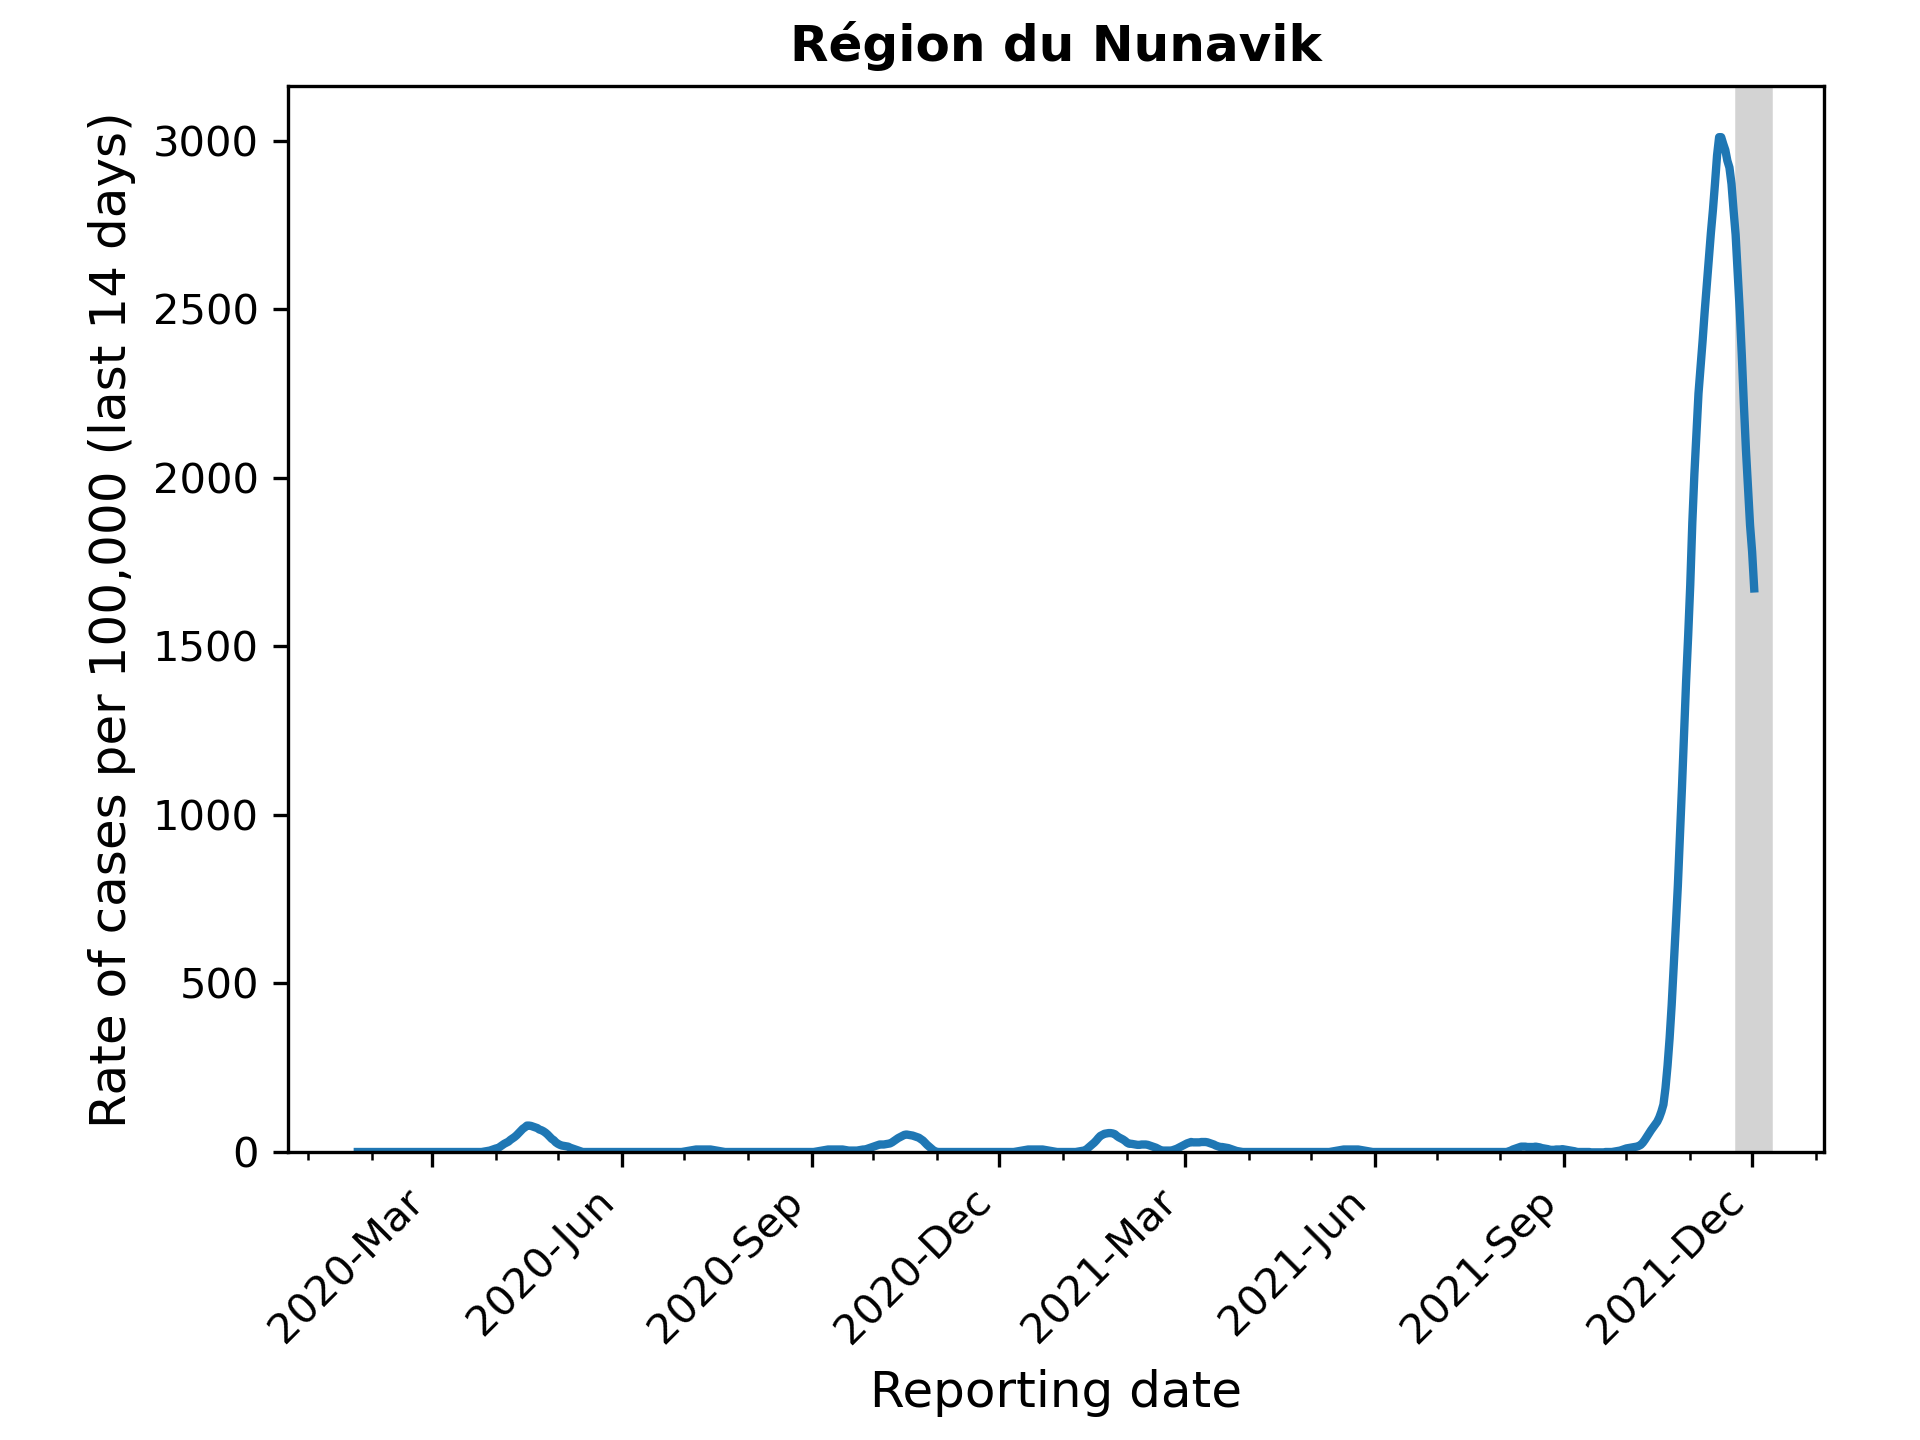 Région du Nunavik
Rate of cases per 100,000 (last 14 days)
3000
2500
2000
1500
1000
500
0
2020-Mar
2020-Jun
2020-Sep
2020-Dec
2021-Mar
2021-Jun
2021-Sep
2021-Dec
Reporting date